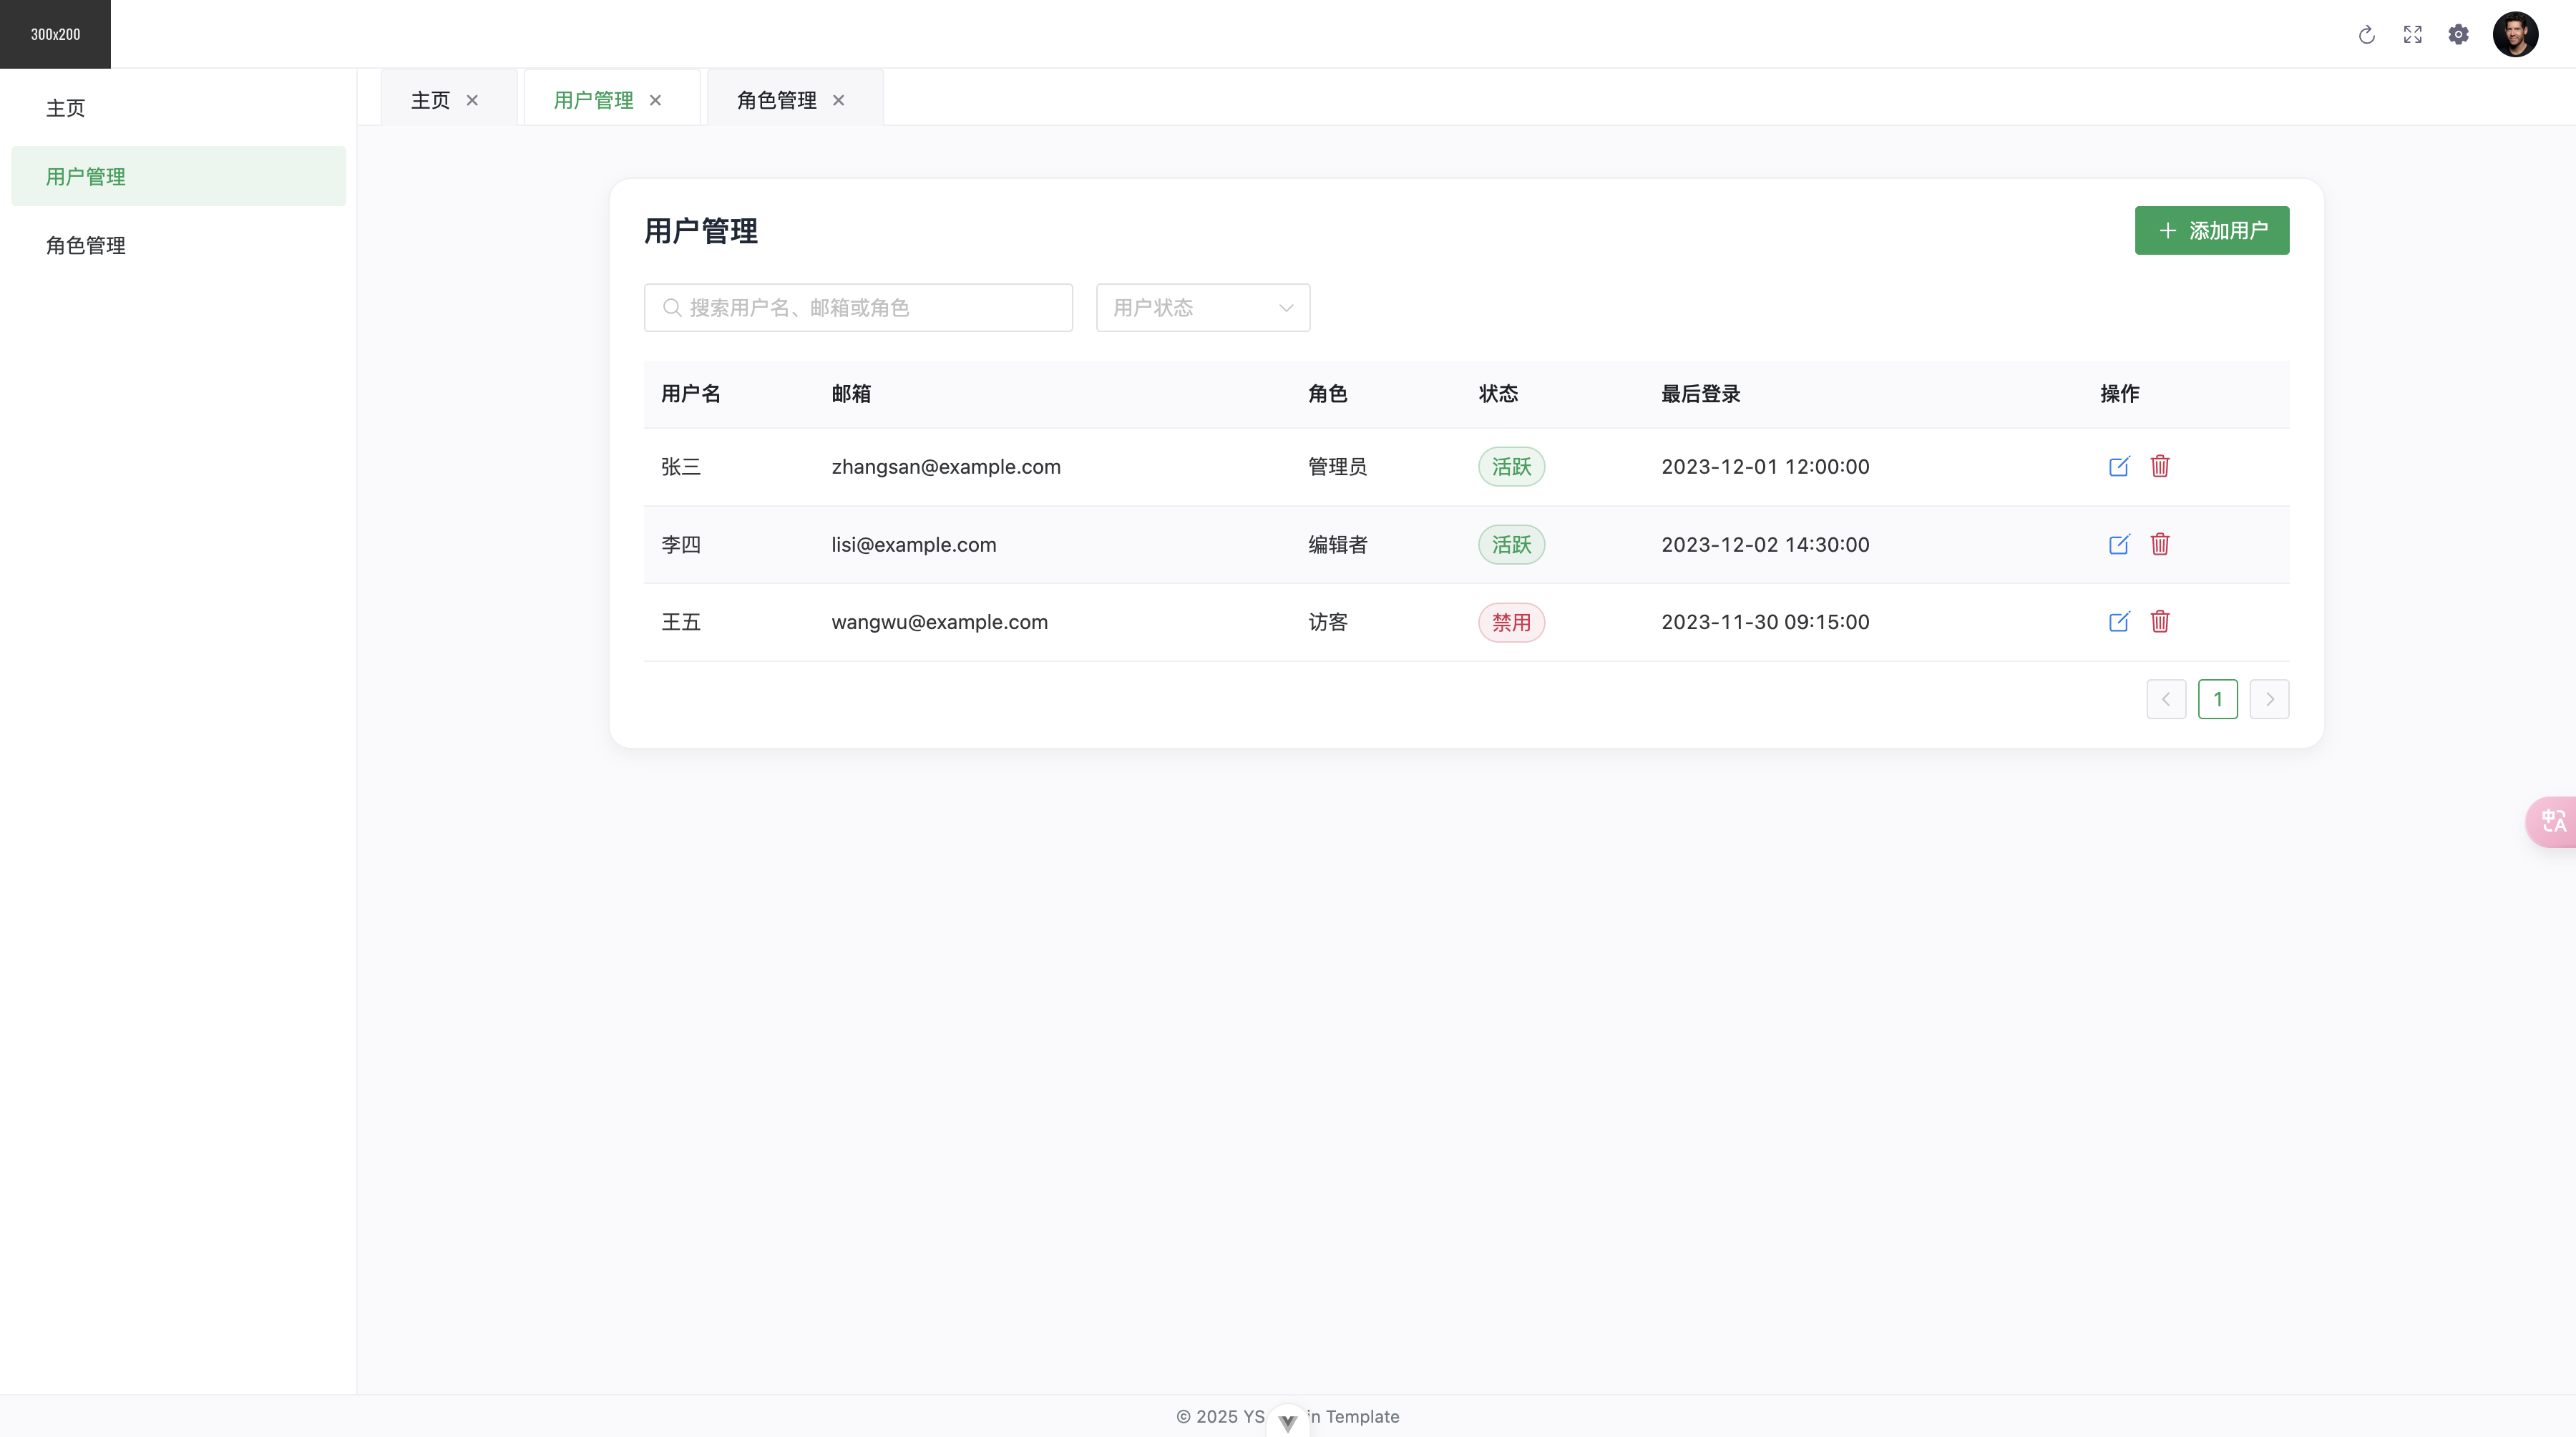 300x200
主页
用户管理
角色管理
主页
用户管理
角色管理
用户管理
添加用户
搜索用户名、邮箱或角色
用户状态
用户名 邮箱 角色 状态 最后登录 操作
张三 zhangsan@example.com 管理员 活跃 2023-12-01 12:00:00
李四 lisi@example.com 编辑者 活跃 2023-12-02 14:30:00
王五 wangwu@example.com 访客 禁用 2023-11-30 09:15:00
1
中A
© 2025 YS in Template